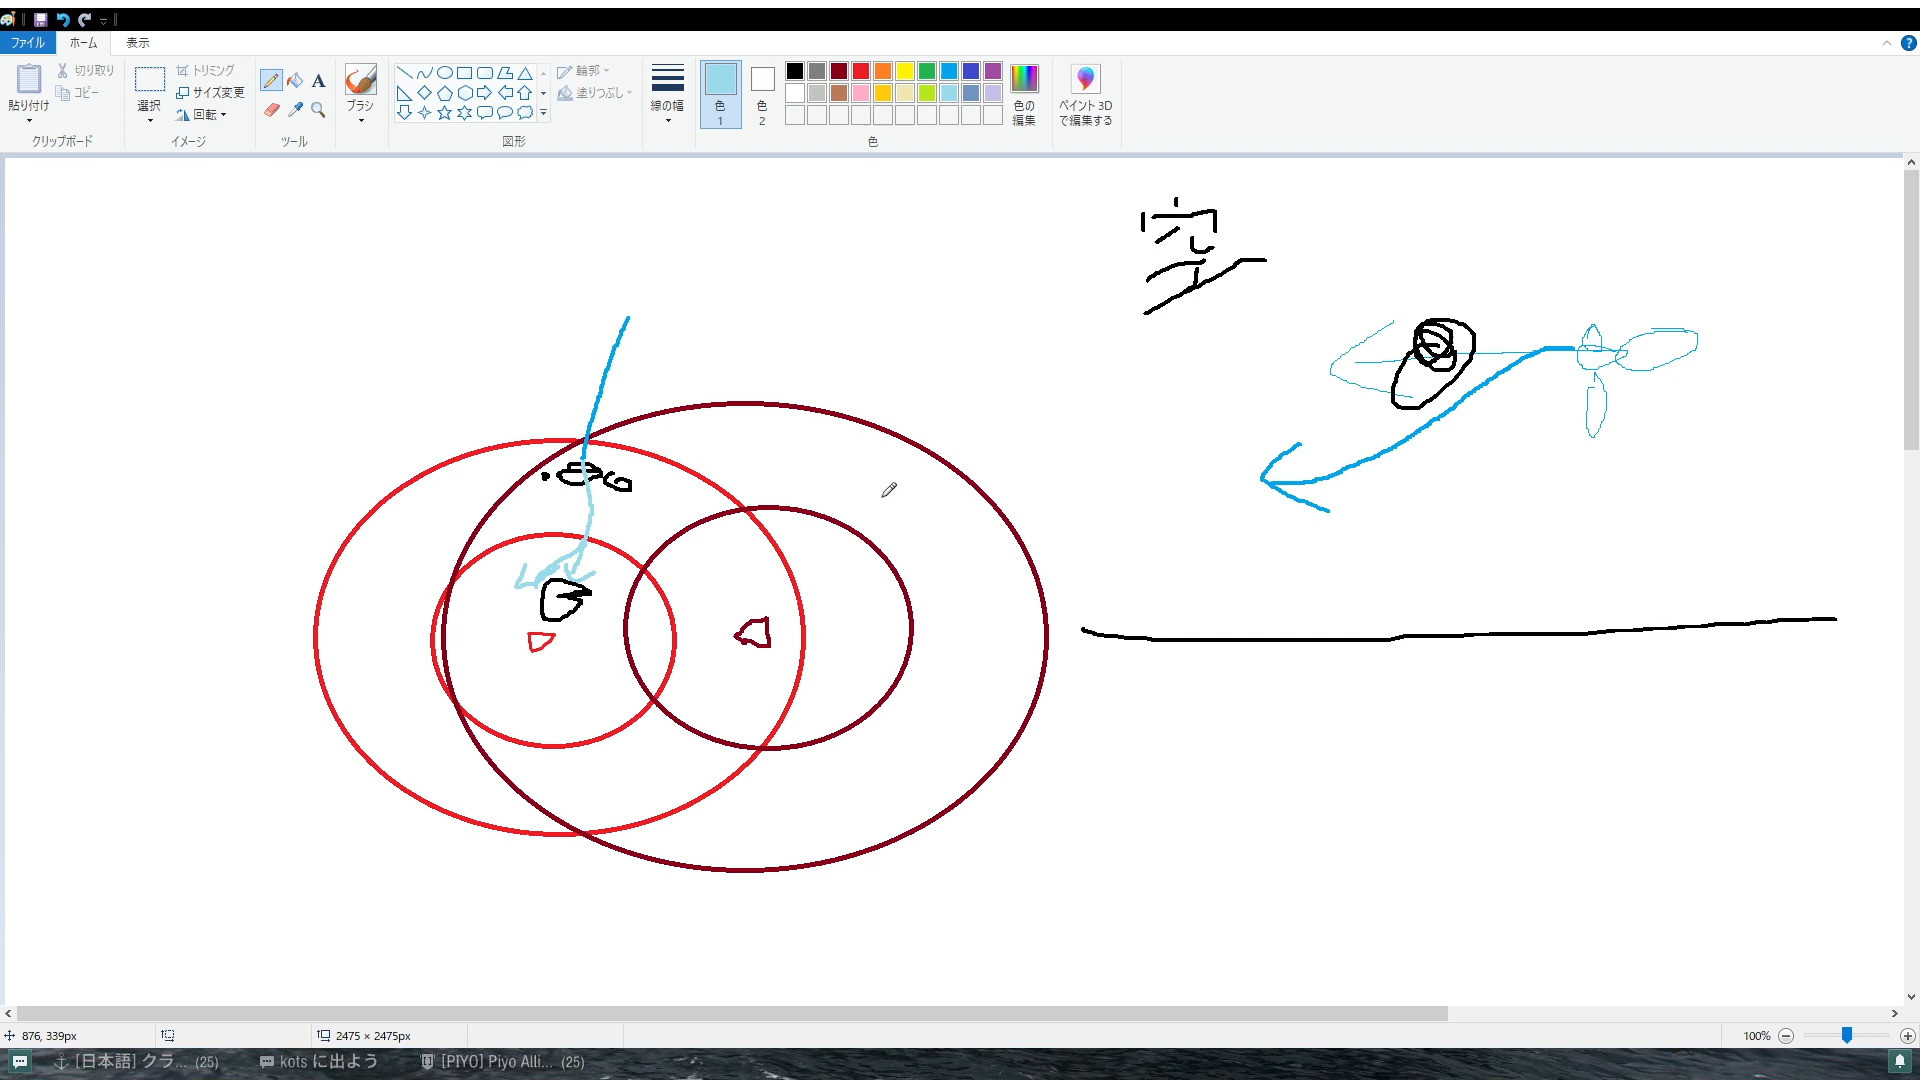 ファイル ホーム 表示
切り取り トリミング 輪郭
貼り付け コピー 選択 サイズ変更 A ブラシ 塗りつぶし 線の幅 色 1 色 2 色の編集 ペイント 3D で編集する
回転
クリップボード イメージ ツール 図形 色
876, 339px 2475 × 2475px 100%
[日本語] クラ... (25) kots に出よう [PIYO] Piyo Alli... (25)